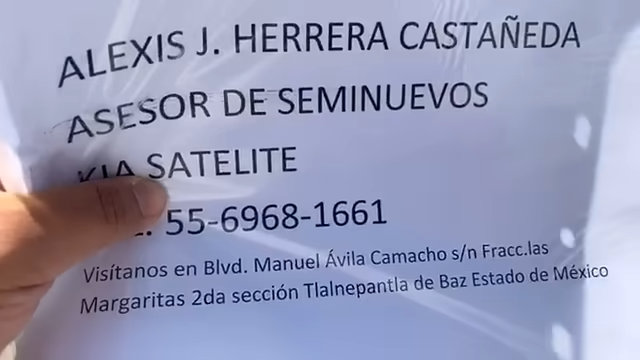 ALEXIS J. HERRERA CASTAÑEDA
ASESOR DE SEMINUEVOS
KIA SATELITE
55-6968-1661
Visítanos en Blvd. Manuel Ávila Camacho s/n Fracc.las
Margaritas 2da sección Tlalnepantla de Baz Estado de México